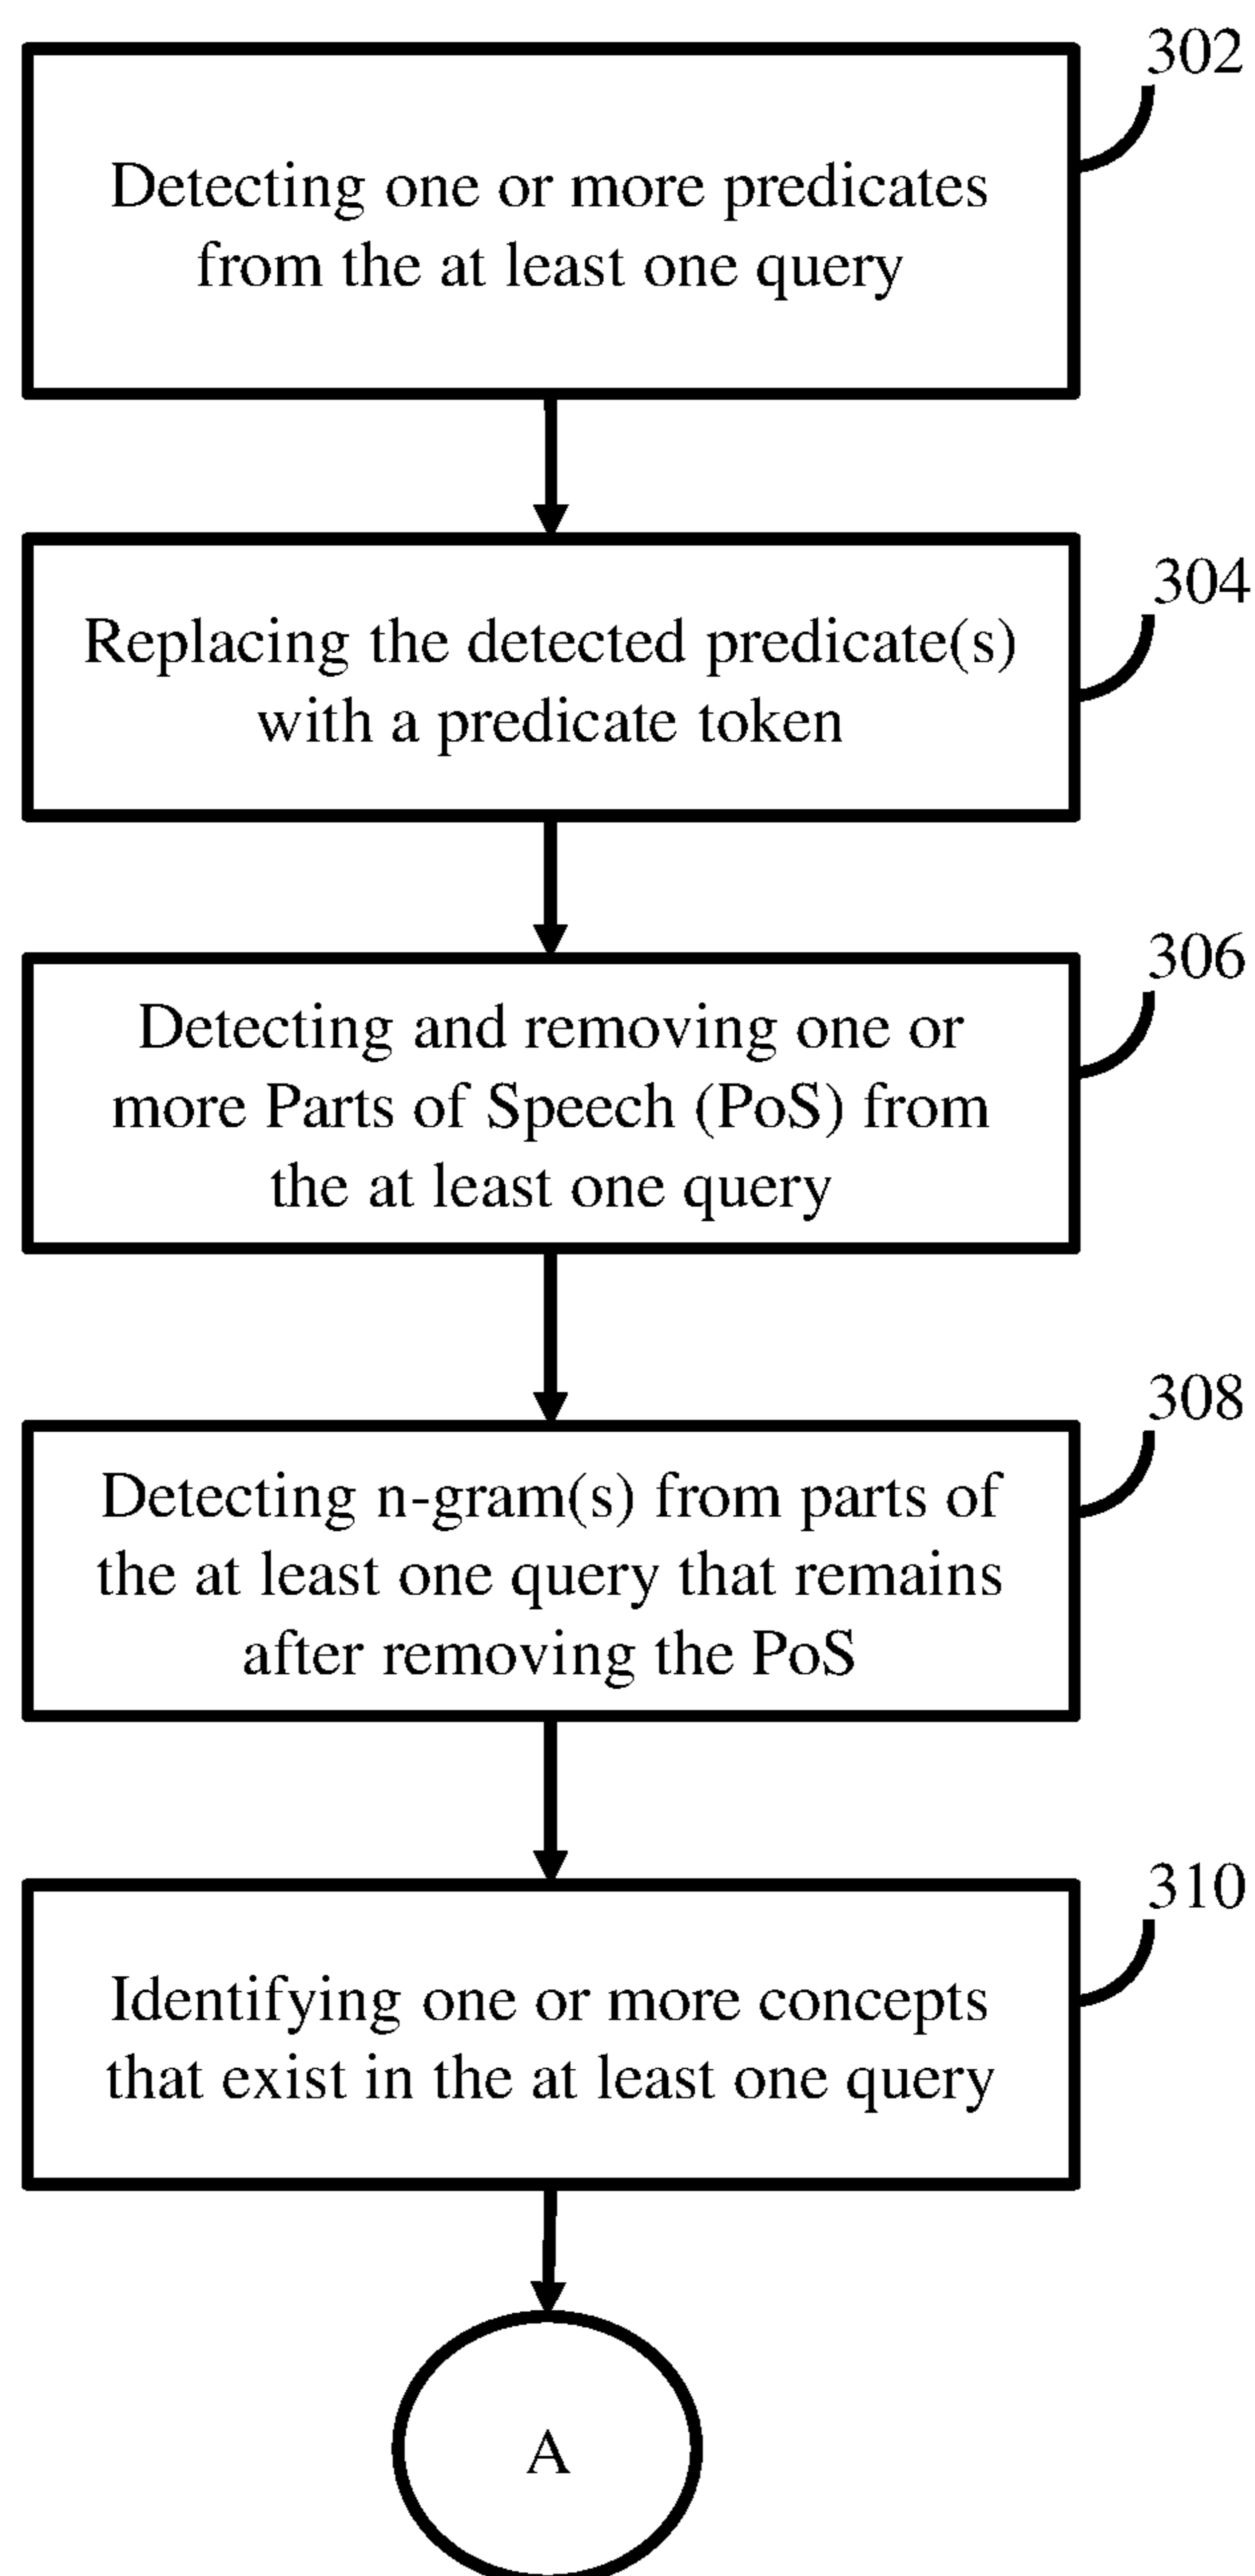 302
Detecting one or more predicates
from the at least one query
304
Replacing the detected predicate(s)
with a predicate token
306
Detecting and removing one or
more Parts of Speech (PoS) from
the at least one query
308
Detecting n-gram(s) from parts of
the at least one query that remains
after removing the PoS
310
Identifying one or more concepts
that exist in the at least one query
A